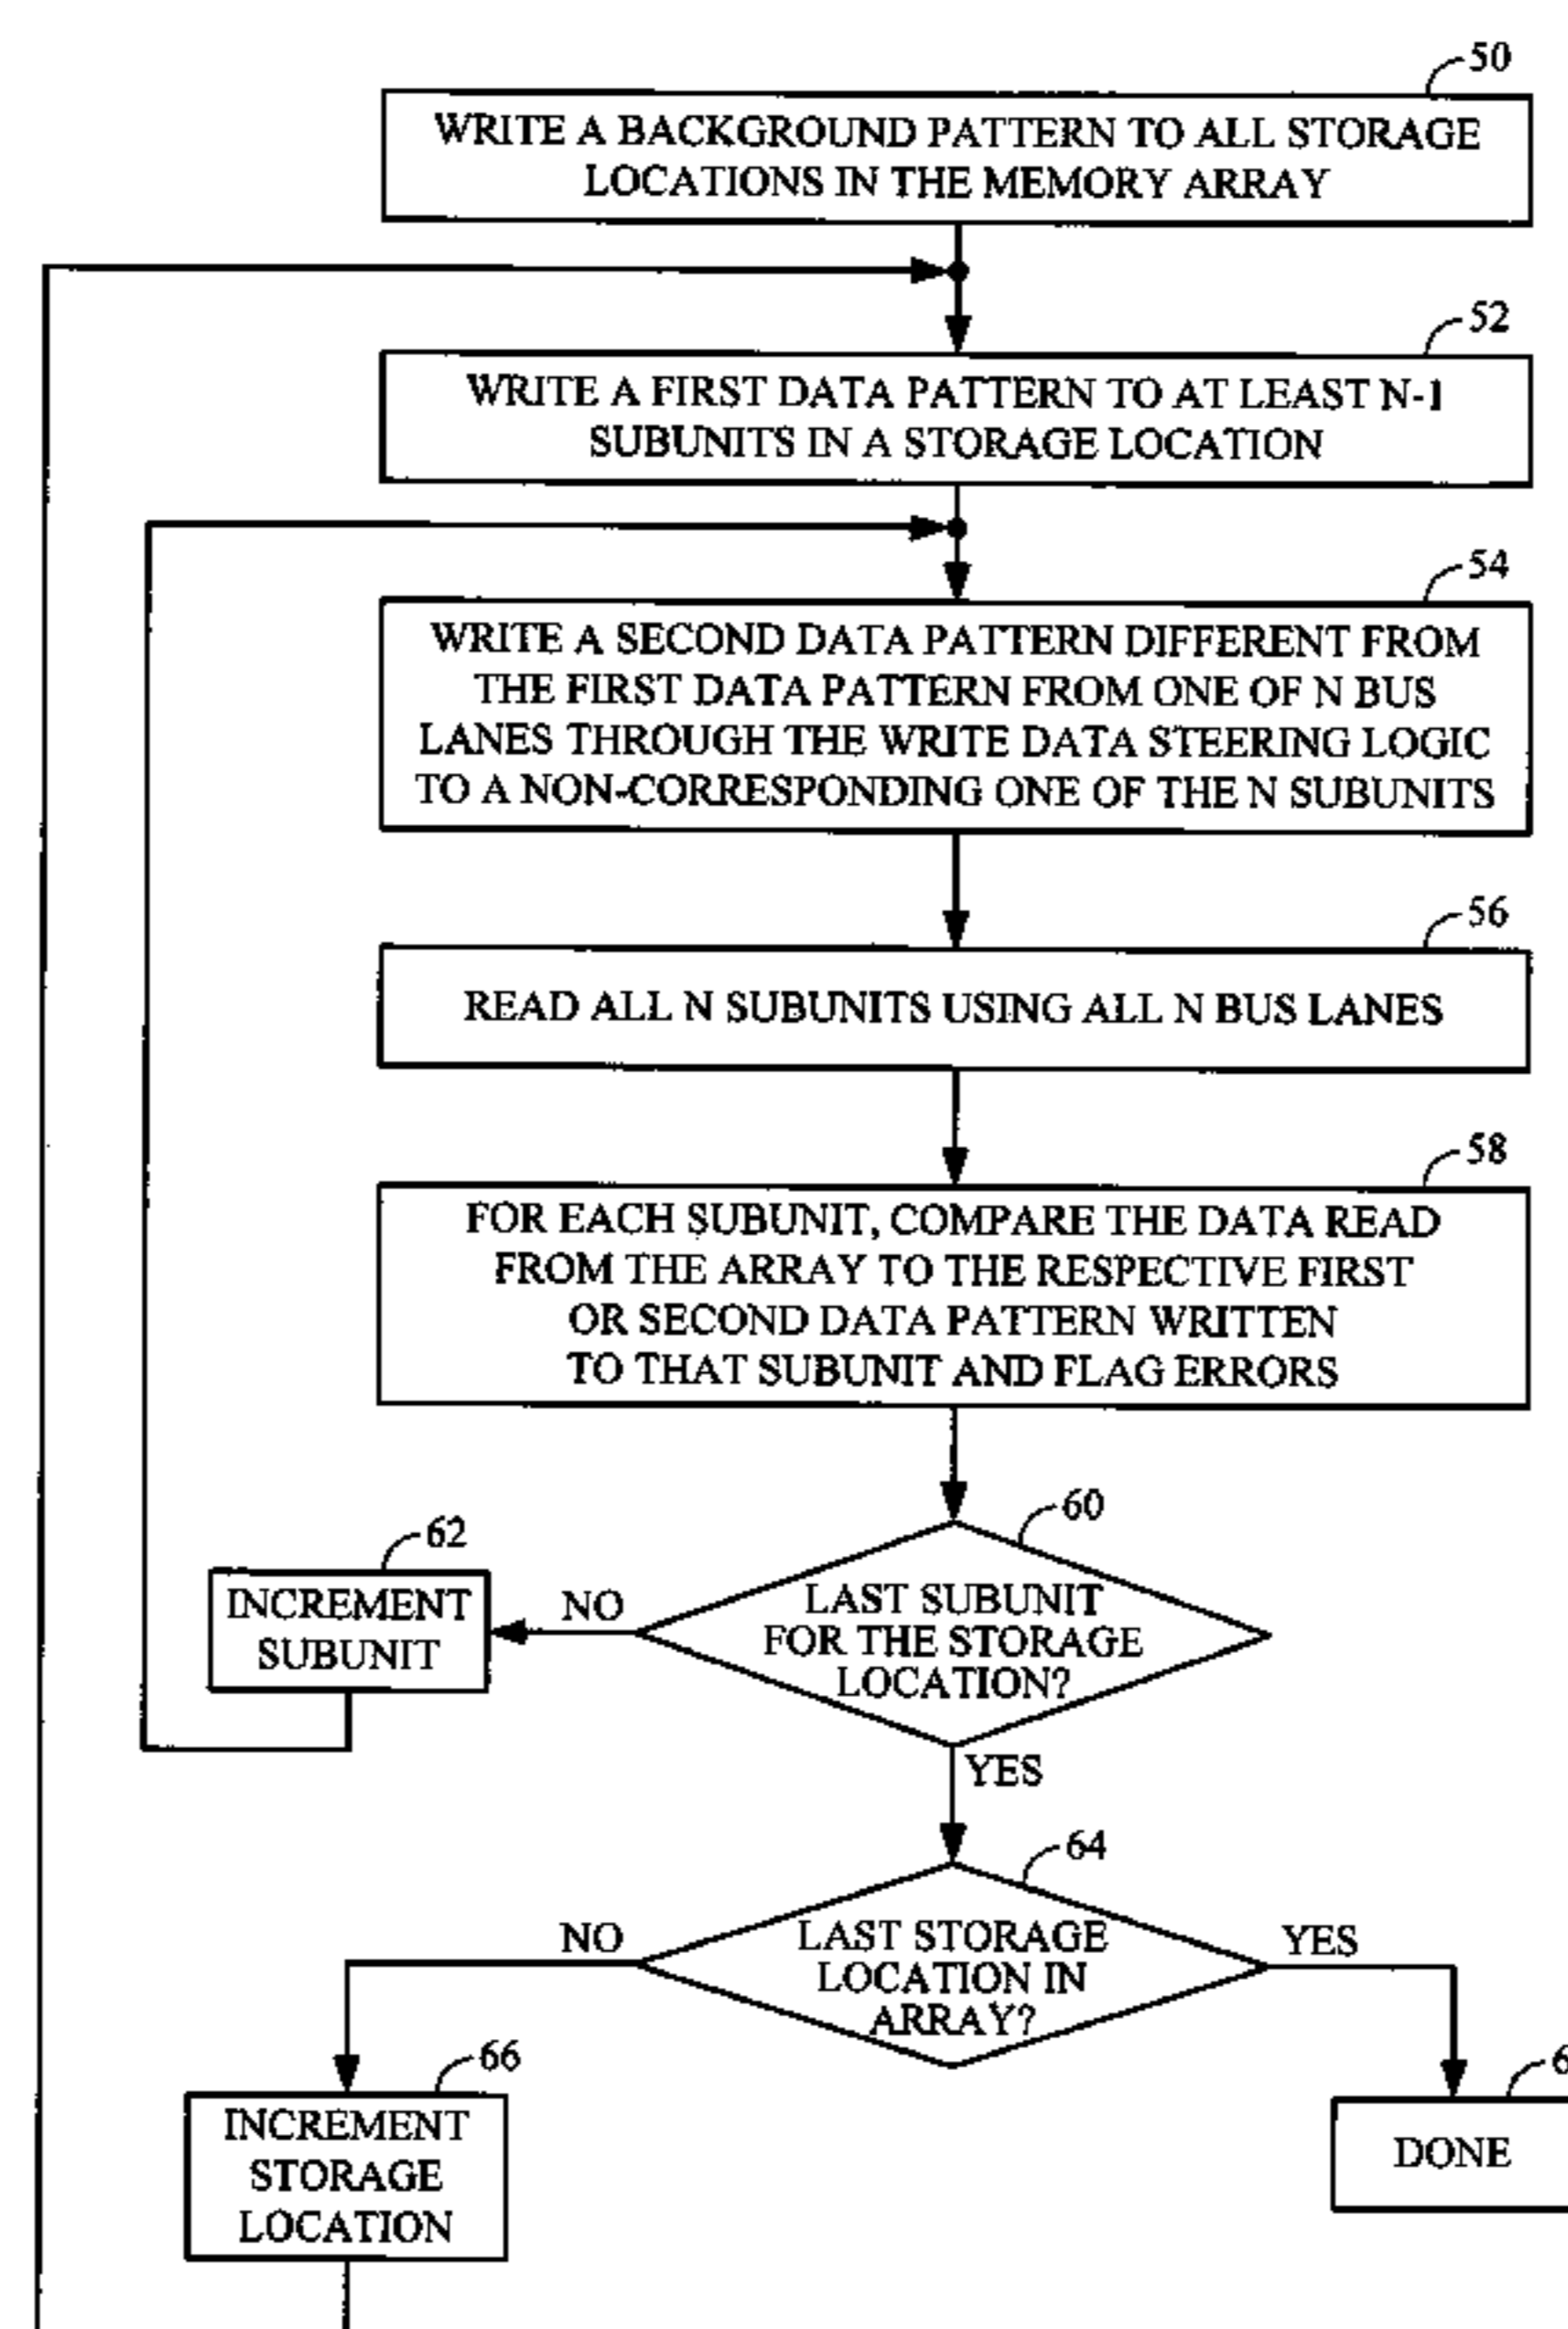 50
WRITE A BACKGROUND PATTERN TO ALL STORAGE
LOCATIONS IN THE MEMORY ARRAY
52
WRITE A FIRST DATA PATTERN TO AT LEAST N-1
SUBUNITS IN A STORAGE LOCATION
54
WRITE A SECOND DATA PATTERN DIFFERENT FROM
THE FIRST DATA PATTERN FROM ONE OF N BUS
LANES THROUGH THE WRITE DATA STEERING LOGIC
TO A NON-CORRESPONDING ONE OF THE N SUBUNITS
56
READ ALL N SUBUNITS USING ALL N BUS LANES
58
FOR EACH SUBUNIT, COMPARE THE DATA READ
FROM THE ARRAY TO THE RESPECTIVE FIRST
OR SECOND DATA PATTERN WRITTEN
TO THAT SUBUNIT AND FLAG ERRORS
60
62
INCREMENT
SUBUNIT
NO
LAST SUBUNIT
FOR THE STORAGE
LOCATION?
YES
64
NO
LAST STORAGE
LOCATION IN
ARRAY?
YES
66
INCREMENT
STORAGE
LOCATION
DONE